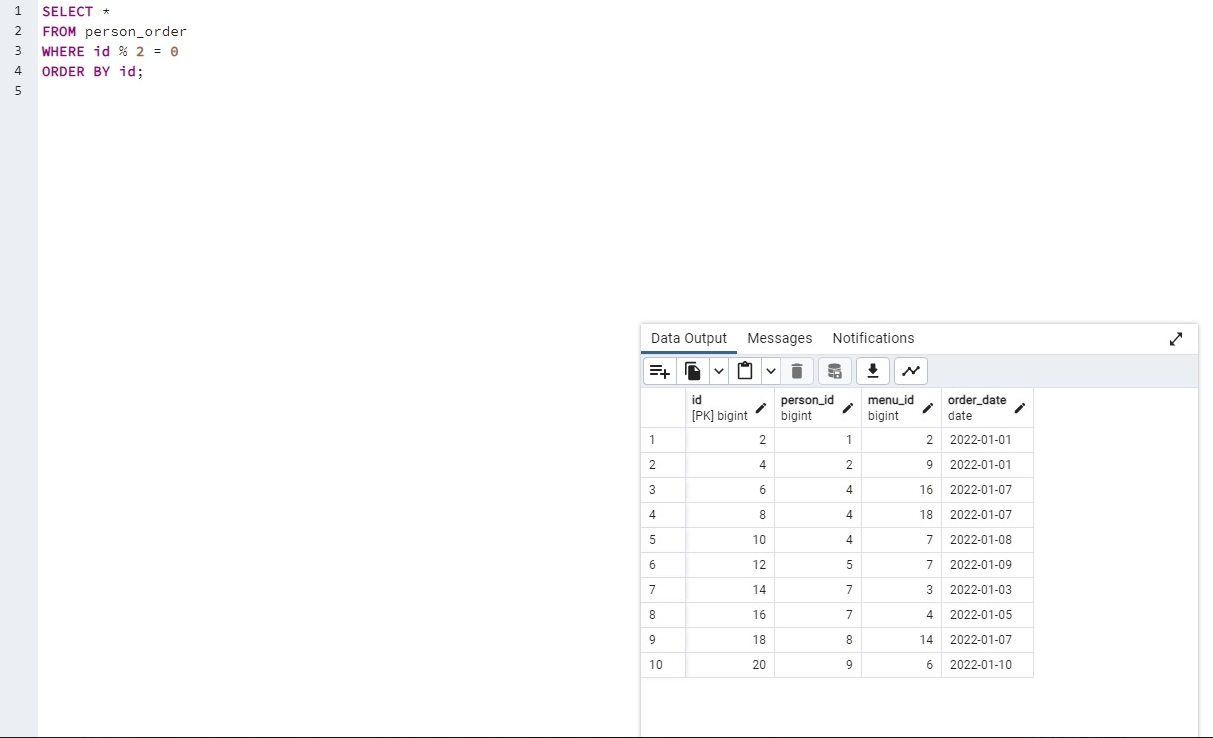 1 SELECT *
2 FROM person_order
3 WHERE id % 2 = 0
4 ORDER BY id;
5
Data Output Messages Notifications
id person_id menu_id order_date
[PK] bigint bigint bigint date
1 2 1 2 2022-01-01
2 4 2 9 2022-01-01
3 6 4 16 2022-01-07
4 8 4 18 2022-01-07
5 10 4 7 2022-01-08
6 12 5 7 2022-01-09
7 14 7 3 2022-01-03
8 16 7 4 2022-01-05
9 18 8 14 2022-01-07
10 20 9 6 2022-01-10